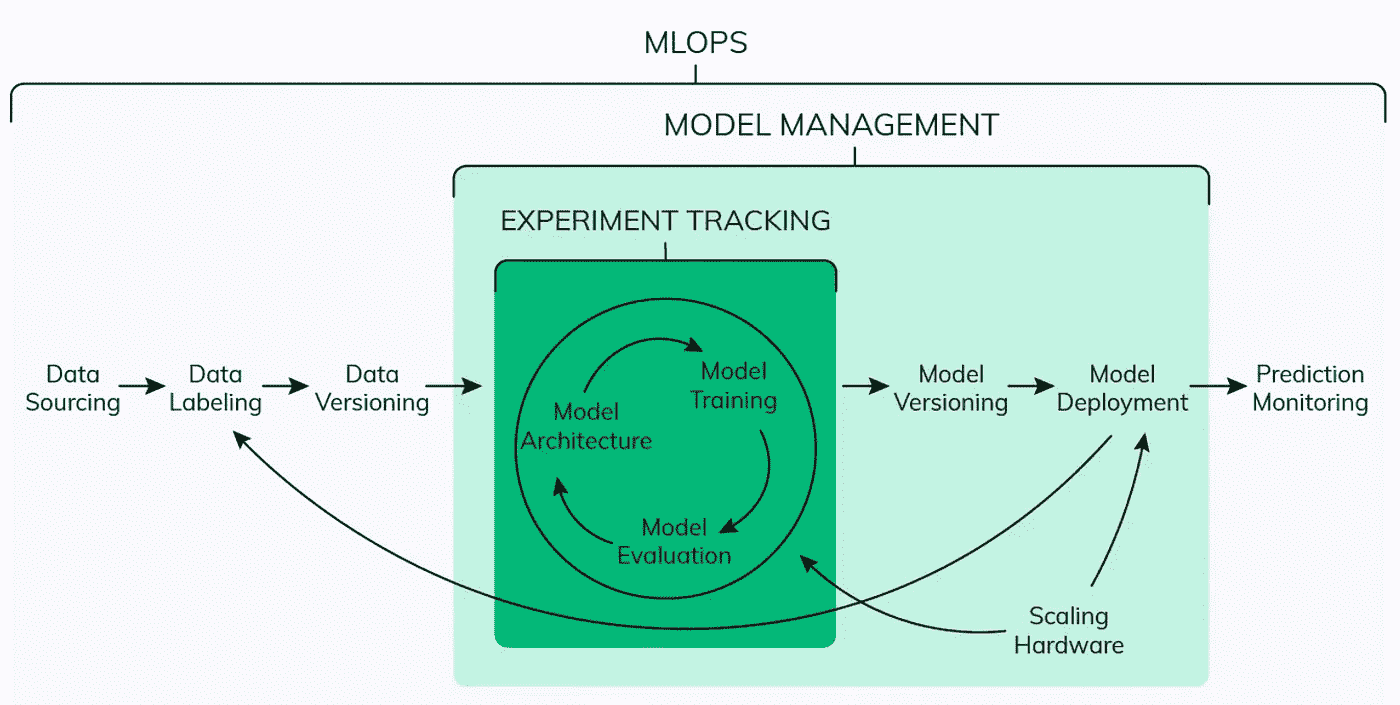 MLOPS
MODEL MANAGEMENT
EXPERIMENT TRACKING
Data
Sourcing
Data
Labeling
Data
Versioning
Model
Architecture
Model
Training
Model
Evaluation
Model
Versioning
Model
Deployment
Prediction
Monitoring
Scaling
Hardware